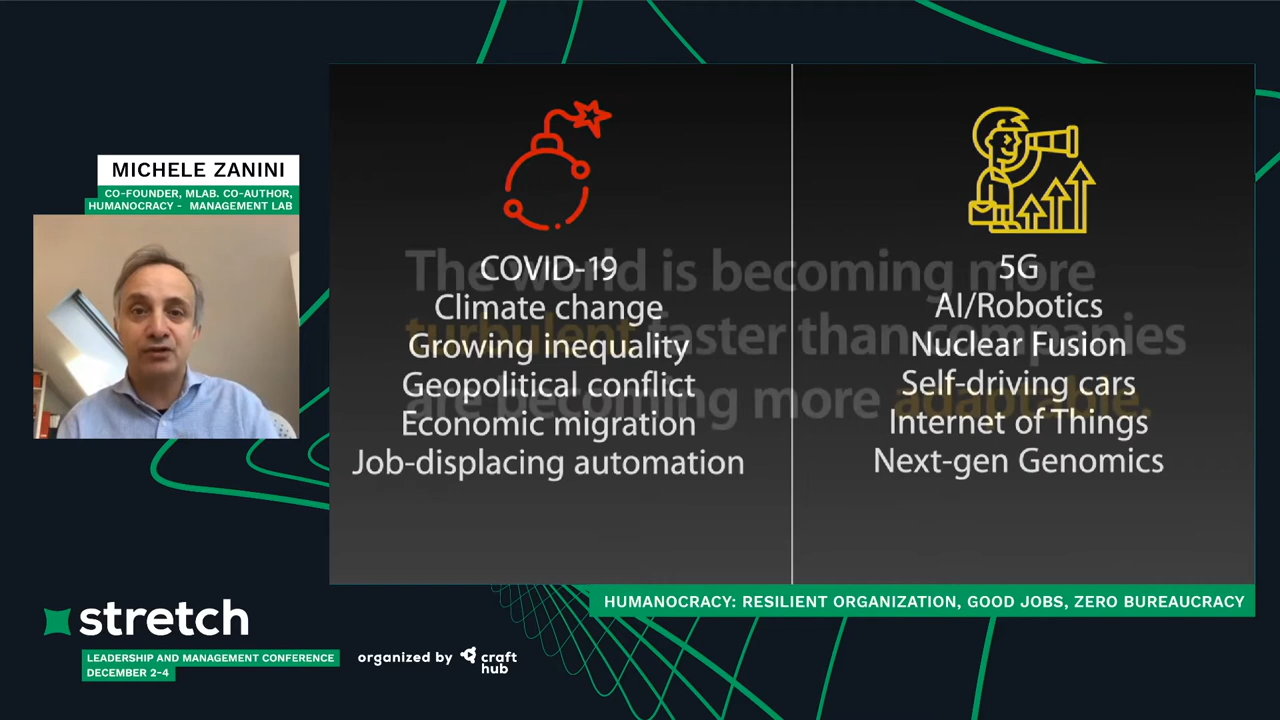 MICHELE ZANINI
CO-FOUNDER, MLAB. CO-AUTHOR,
HUMANOCRACY - MANAGEMENT LAB
COVID-19
Climate change
Growing inequality
Geopolitical conflict
Economic migration
Job-displacing automation
5G
AI/Robotics
Nuclear Fusion
Self-driving cars
Internet of Things
Next-gen Genomics
The world is becoming more
turbulent faster than companies
are becoming more adaptable.
HUMANOCRACY: RESILIENT ORGANIZATION, GOOD JOBS, ZERO BUREAUCRACY
stretch
LEADERSHIP AND MANAGEMENT CONFERENCE
DECEMBER 2-4
organized by craft
hub